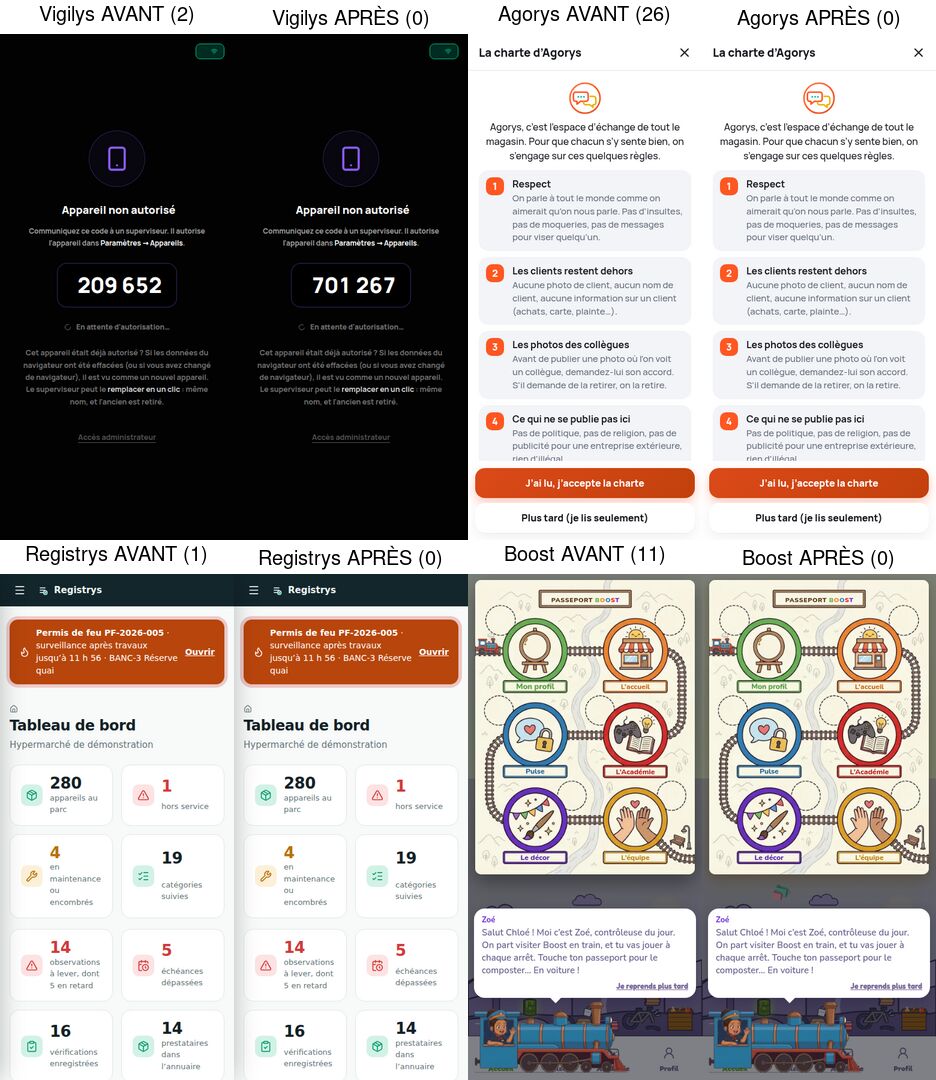 Vigilys AVANT (2)
Appareil non autorisé
Communiquez ce code à un superviseur. Il autorise
l'appareil dans Paramètres → Appareils.
209 652
En attente d'autorisation…
Cet appareil était déjà autorisé ? Si les données du
navigateur ont été effacées (ou si vous avez changé
de navigateur), il est vu comme un nouvel appareil.
Le superviseur peut le remplacer en un clic : même
nom, et l'ancien est retiré.
Accès administrateur
Vigilys APRÈS (0)
Appareil non autorisé
Communiquez ce code à un superviseur. Il autorise
l'appareil dans Paramètres → Appareils.
701 267
En attente d'autorisation…
Cet appareil était déjà autorisé ? Si les données du
navigateur ont été effacées (ou si vous avez changé
de navigateur), il est vu comme un nouvel appareil.
Le superviseur peut le remplacer en un clic : même
nom, et l'ancien est retiré.
Accès administrateur
Agorys AVANT (26)
La charte d'Agorys
Agorys, c'est l'espace d'échange de tout le
magasin. Pour que chacun s'y sente bien, on
s'engage sur ces quelques règles.
1 Respect
On parle à tout le monde comme on
aimerait qu'on nous parle. Pas d'insultes,
pas de moqueries, pas de messages
pour viser quelqu'un.
2 Les clients restent dehors
Aucune photo de client, aucun nom de
client, aucune information sur un client
(achats, carte, plainte…).
3 Les photos des collègues
Avant de publier une photo où l'on voit
un collègue, demandez-lui son accord.
S'il demande de la retirer, on la retire.
4 Ce qui ne se publie pas ici
Pas de politique, pas de religion, pas de
publicité pour une entreprise extérieure,
rien d'illégal
J'ai lu, j'accepte la charte
Plus tard (je lis seulement)
Agorys APRÈS (0)
La charte d'Agorys
Agorys, c'est l'espace d'échange de tout le
magasin. Pour que chacun s'y sente bien, on
s'engage sur ces quelques règles.
1 Respect
On parle à tout le monde comme on
aimerait qu'on nous parle. Pas d'insultes,
pas de moqueries, pas de messages
pour viser quelqu'un.
2 Les clients restent dehors
Aucune photo de client, aucun nom de
client, aucune information sur un client
(achats, carte, plainte…).
3 Les photos des collègues
Avant de publier une photo où l'on voit
un collègue, demandez-lui son accord.
S'il demande de la retirer, on la retire.
4 Ce qui ne se publie pas ici
Pas de politique, pas de religion, pas de
publicité pour une entreprise extérieure,
rien d'illégal
J'ai lu, j'accepte la charte
Plus tard (je lis seulement)
Registrys AVANT (1)
Registrys
Permis de feu PF-2026-005 ·
surveillance après travaux
jusqu'à 11 h 56 · BANC-3 Réserve
quai
Ouvrir
Tableau de bord
Hypermarché de démonstration
280
appareils au
parc
1
hors service
4
en
maintenance
ou
encombrés
19
catégories
suivies
14
observations
à lever, dont
5 en retard
5
échéances
dépassées
16
vérifications
enregistrées
14
prestataires
dans
l'annuaire
Registrys APRÈS (0)
Registrys
Permis de feu PF-2026-005 ·
surveillance après travaux
jusqu'à 11 h 56 · BANC-3 Réserve
quai
Ouvrir
Tableau de bord
Hypermarché de démonstration
280
appareils au
parc
1
hors service
4
en
maintenance
ou
encombrés
19
catégories
suivies
14
observations
à lever, dont
5 en retard
5
échéances
dépassées
16
vérifications
enregistrées
14
prestataires
dans
l'annuaire
Boost AVANT (11)
PASSEPORT BOOST
Mon profil
L'accueil
Pulse
L'Académie
Le décor
L'équipe
Zoé
Salut Chloé ! Moi c'est Zoé, contrôleuse du jour.
On part visiter Boost en train, et tu vas jouer à
chaque arrêt. Touche ton passeport pour le
composter… En voiture !
Je reprends plus tard
Profil
Boost APRÈS (0)
PASSEPORT BOOST
Mon profil
L'accueil
Pulse
L'Académie
Le décor
L'équipe
Zoé
Salut Chloé ! Moi c'est Zoé, contrôleuse du jour.
On part visiter Boost en train, et tu vas jouer à
chaque arrêt. Touche ton passeport pour le
composter… En voiture !
Je reprends plus tard
Profil